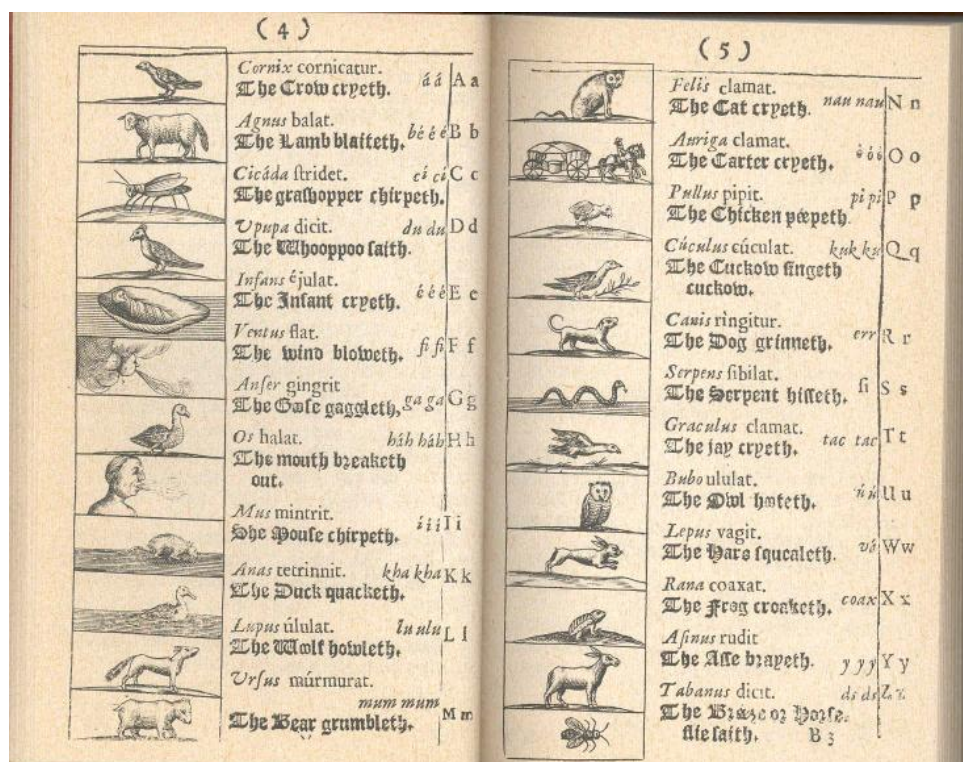 (4)
Cornix cornicatur. á á A a
The Crow cryeth.
Agnus balat. bé é é B b
The Lamb blaiteth.
Cicáda ſtridet. cí cí C c
The graſhopper chirpeth.
Upupa dicit. du du D d
The Whooppoo ſaith.
Infans éjulat. é é é E e
The Infant cryeth.
Ventus flat. fi fi F f
The wind bloweth.
Anſer gingrit ga ga G g
The Gooſe gaggleth,
Os halat. háh háh H h
The mouth breaketh
out.
Mus mintrit. í í í I i
She Mouſe chirpeth.
Anas tetrinnit. kha kha K k
The Duck quacketh.
Lupus úlulat. lu ulu L l
The Wolf howleth.
Urſus múrmurat.
mum mum M m
The Bear grumbleth.
(5)
Felis clamat. nau nau N n
The Cat cryeth.
Auriga clamat. ò ó ò O o
The Carter cryeth.
Pullus pipit. pi pi P p
The Chicken peepeth.
Cúculus cúculat. kuk ku Q q
The Cuckow ſingeth
cuckow.
Canis rìngitur. err R r
The Dog grinneth.
Serpens ſibilat. ſi S s
The Serpent hiſſeth.
Graculus clamat. tac tac T t
The jay cryeth.
Bubo ululat. ú ú U u
The Owl hooteth.
Lepus vagit. vá W w
The Hare ſqueaketh.
Rana coaxat. coax X x
The Frog croaketh.
Aſinus rudit
The Aſſe brayeth. y y y Y y
Tabanus dicit. ds ds Z z
The Breeze or Horſe-
flie ſaith. B 3